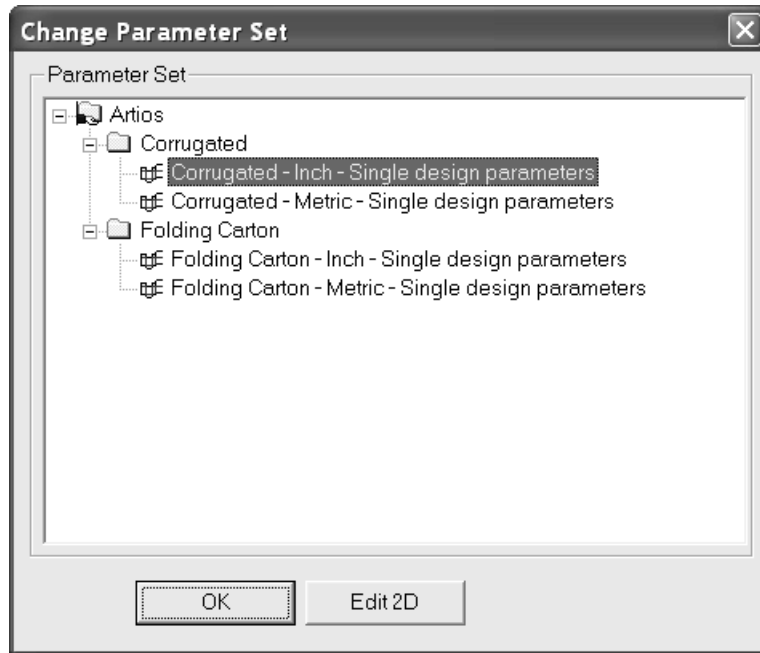 Change Parameter Set
Parameter Set
Artios
Corrugated
Corrugated - Inch - Single design parameters
Corrugated - Metric - Single design parameters
Folding Carton
Folding Carton - Inch - Single design parameters
Folding Carton - Metric - Single design parameters
OK
Edit 2D